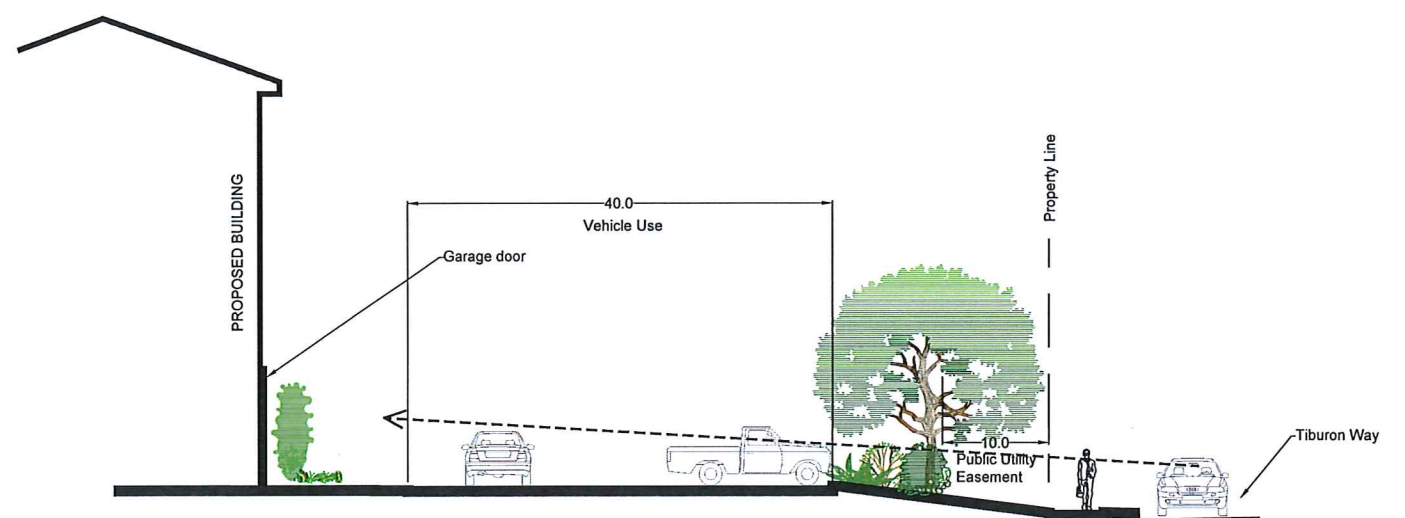 PROPOSED BUILDING
Garage door
40.0
Vehicle Use
Property Line
10.0
Public Utility
Easement
Tiburon Way